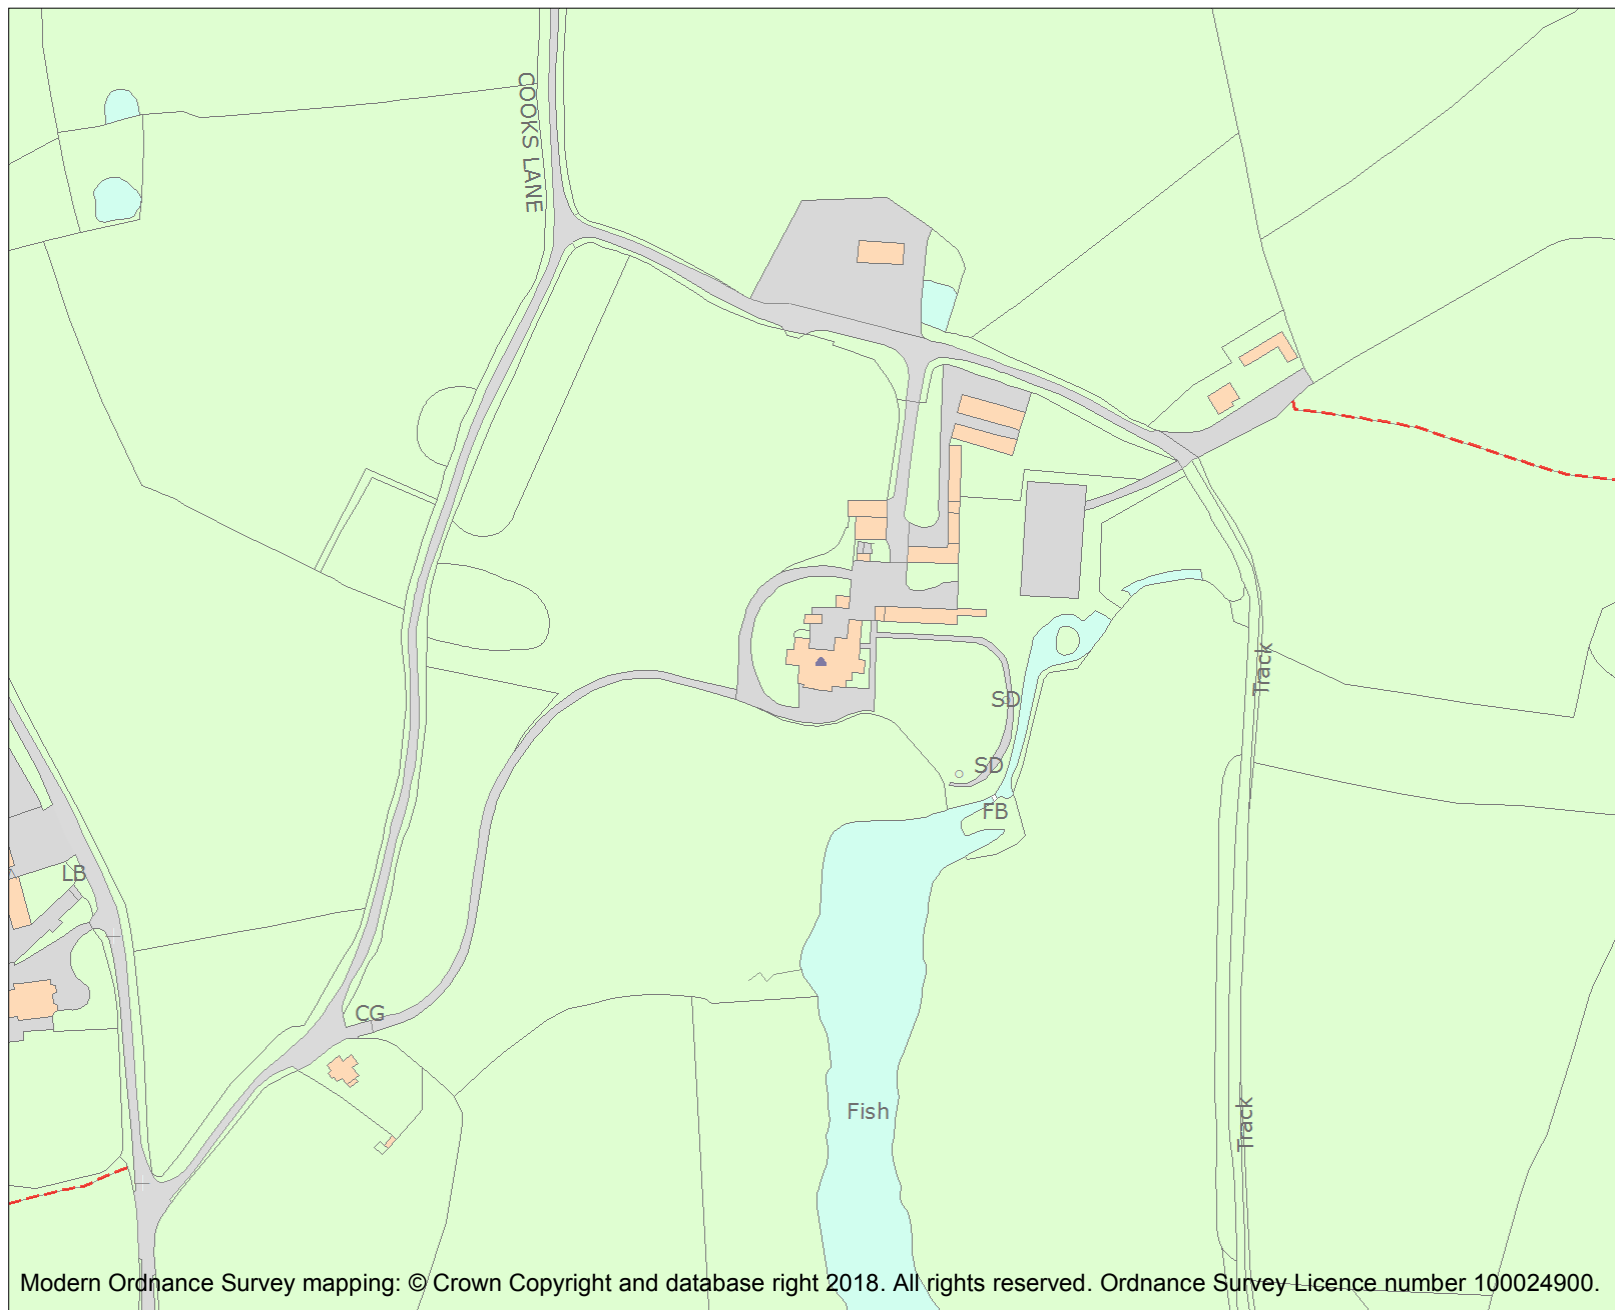 COOKS LANE
Track
SD
SD
FB
LB
CG
Fish
Track
Modern Ordnance Survey mapping: © Crown Copyright and database right 2018. All rights reserved. Ordnance Survey Licence number 100024900.